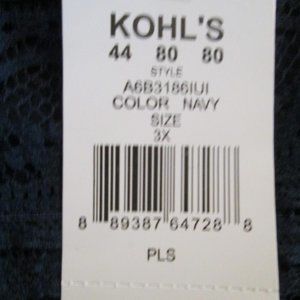 KOHL'S
44 80 80
STYLE
A6B3186IUI
COLOR NAVY
SIZE
3X
8 89387 64728 8
PLS